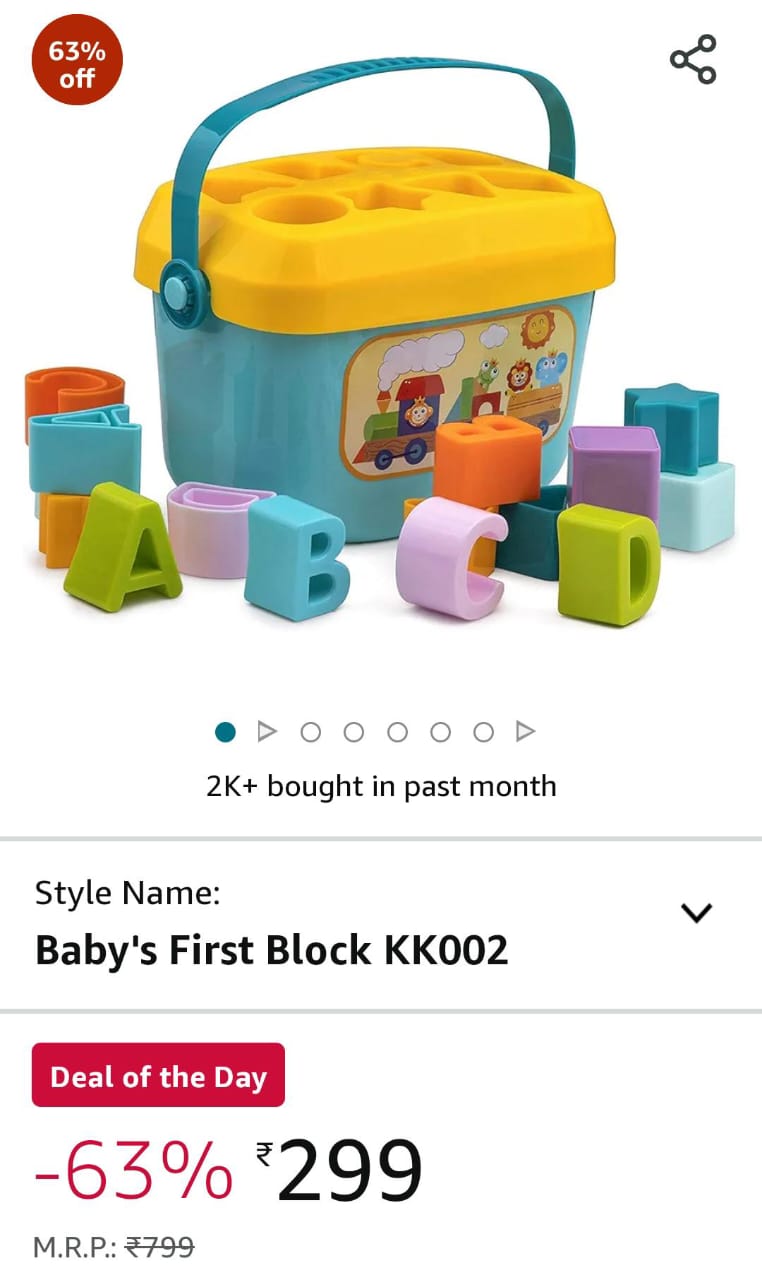 63%
off
A B C D
2K+ bought in past month
Style Name:
Baby's First Block KK002
Deal of the Day
-63% ₹299
M.R.P.: ₹799